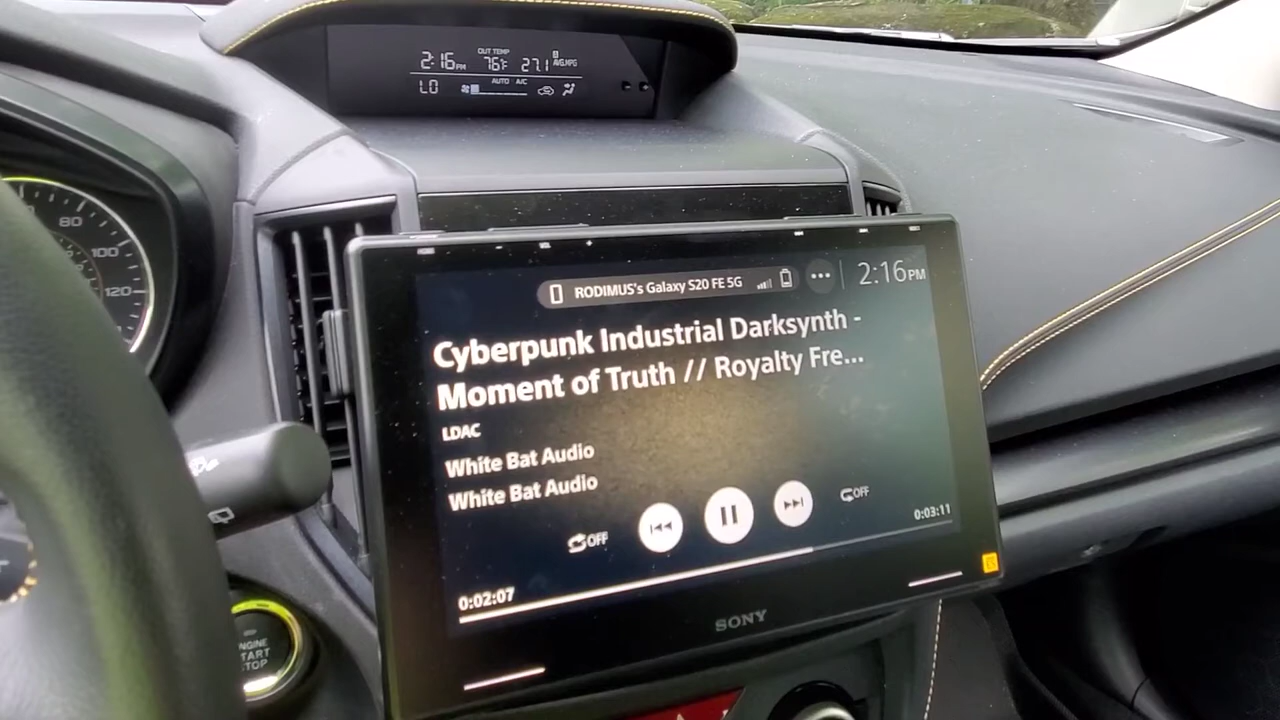 OUT TEMP
2:16PM 76°F 27.1 AVG.MPG
AUTO A/C
LO
80
100
120
RODIMUS's Galaxy S20 FE 5G
2:16PM
Cyberpunk Industrial Darksynth -
Moment of Truth // Royalty Fre...
LDAC
White Bat Audio
White Bat Audio
OFF
OFF
0:03:11
0:02:07
SONY
ENGINE
START
STOP